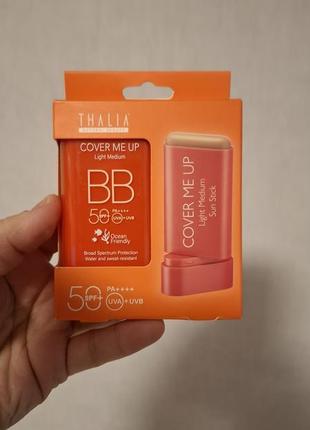 THALIA
NATURAL BEAUTY
COVER ME UP
Light Medium
BB
50 SPF+ PA++++ UVA+UVB
Ocean Friendly
Broad Spectrum Protection
Water and sweat-resistant
COVER ME UP
Light Medium
Sun Stick
50 SPF+ PA++++ UVA+UVB